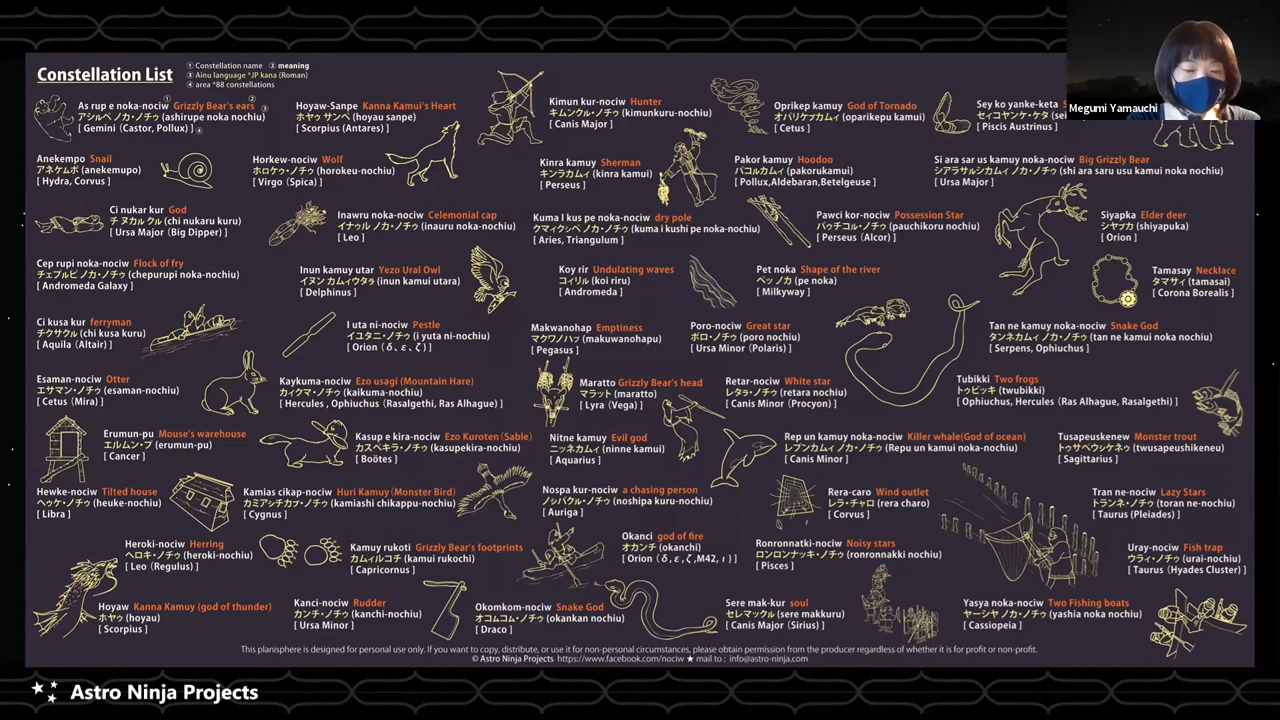 Constellation List
① Constellation name ② meaning
③ Ainu language *JP kana (Roman)
④ area *88 constellations
Megumi Yamauchi
As rup e noka-nociw Grizzly Bear's ears
アシルペ ノカ・ノチゥ (ashirupe noka nochiu)
[ Gemini (Castor, Pollux) ]
① ② ③ ④
Hoyaw-Sanpe Kanna Kamui's Heart
ホヤゥ サンペ (hoyau sanpe)
[ Scorpius (Antares) ]
Kimun kur-nociw Hunter
キムンクル・ノチゥ (kimunkuru-nochiu)
[ Canis Major ]
Oprikep kamuy God of Tornado
オパリケプカムィ (oparikepu kamui)
[ Cetus ]
Sey ko yanke-keta
セィコヤンケ・ケタ
[ Piscis Austrinus ]
Anekempo Snail
アネケムポ (anekemupo)
[ Hydra, Corvus ]
Horkew-nociw Wolf
ホロケゥ・ノチゥ (horokeu-nochiu)
[ Virgo (Spica) ]
Kinra kamuy Sherman
キンラカムィ (kinra kamui)
[ Perseus ]
Pakor kamuy Hoodoo
パコルカムィ (pakorukamui)
[ Pollux,Aldebaran,Betelgeuse ]
Si ara sar us kamuy noka-nociw Big Grizzly Bear
シアラサルシカムィ ノカ・ノチゥ (shi ara saru usu kamui noka nochiu)
[ Ursa Major ]
Ci nukar kur God
チ ヌカル クル (chi nukaru kuru)
[ Ursa Major (Big Dipper) ]
Inawru noka-nociw Celemonial cap
イナゥル ノカ・ノチゥ (inauru noka-nochiu)
[ Leo ]
Kuma I kus pe noka-nociw dry pole
クマィクシペ ノカ・ノチゥ (kuma i kushi pe noka-nochiu)
[ Aries, Triangulum ]
Pawci kor-nociw Possession Star
パゥチコル・ノチゥ (pauchikoru nochiu)
[ Perseus (Alcor) ]
Siyapka Elder deer
シヤㇷ゚カ (shiyapuka)
[ Orion ]
Cep rupi noka-nociw Flock of fry
チェプルピ ノカ・ノチゥ (chepurupi noka-nochiu)
[ Andromeda Galaxy ]
Inun kamuy utar Yezo Ural Owl
イヌン カムィウタㇻ (inun kamui utara)
[ Delphinus ]
Koy rir Undulating waves
コィリル (koi riru)
[ Andromeda ]
Pet noka Shape of the river
ペッ ノカ (pe noka)
[ Milkyway ]
Tamasay Necklace
タマサィ (tamasai)
[ Corona Borealis ]
Ci kusa kur ferryman
チクサクル (chi kusa kuru)
[ Aquila (Altair) ]
I uta ni-nociw Pestle
イユタニ・ノチゥ (i yuta ni-nochiu)
[ Orion (δ, ε, ζ) ]
Makwanohap Emptiness
マクワノハㇷ゚ (makuwanohapu)
[ Pegasus ]
Poro-nociw Great star
ポロ・ノチゥ (poro nochiu)
[ Ursa Minor (Polaris) ]
Tan ne kamuy noka-nociw Snake God
タンネカムィ ノカ・ノチゥ (tan ne kamui noka nochiu)
[ Serpens, Ophiuchus ]
Esaman-nociw Otter
エサマン・ノチゥ (esaman-nochiu)
[ Cetus (Mira) ]
Kaykuma-nociw Ezo usagi (Mountain Hare)
カィクマ・ノチゥ (kaikuma-nochiu)
[ Hercules , Ophiuchus (Rasalgethi, Ras Alhague) ]
Maratto Grizzly Bear's head
マラット (maratto)
[ Lyra (Vega) ]
Retar-nociw White star
レタㇻ・ノチゥ (retara nochiu)
[ Canis Minor (Procyon) ]
Tubikki Two frogs
トゥピッキ (twubikki)
[ Ophiuchus, Hercules (Ras Alhague, Rasalgethi) ]
Erumun-pu Mouse's warehouse
エルムン・プ (erumun-pu)
[ Cancer ]
Kasup e kira-nociw Ezo Kuroten (Sable)
カスペキラ・ノチゥ (kasupekira-nochiu)
[ Boötes ]
Nitne kamuy Evil god
ニッネカムィ (ninne kamui)
[ Aquarius ]
Rep un kamuy noka-nociw Killer whale(God of ocean)
レプンカムィ ノカ・ノチゥ (Repu un kamui noka-nochiu)
[ Canis Minor ]
Tusapeuskenew Monster trout
トゥサペウシケネゥ (twusapeushikeneu)
[ Sagittarius ]
Hewke-nociw Tilted house
ヘゥケ・ノチゥ (heuke-nochiu)
[ Libra ]
Kamias cikap-nociw Huri Kamuy (Monster Bird)
カミアシチカプ・ノチゥ (kamiashi chikappu-nochiu)
[ Cygnus ]
Nospa kur-nociw a chasing person
ノシパクル・ノチゥ (noshipa kuru-nochiu)
[ Auriga ]
Rera-caro Wind outlet
レラ・チャロ (rera charo)
[ Corvus ]
Tran ne-nociw Lazy Stars
トランネ・ノチゥ (toran ne-nochiu)
[ Taurus (Pleiades) ]
Heroki-nociw Herring
ヘロキ・ノチゥ (heroki-nochiu)
[ Leo (Regulus) ]
Kamuy rukoti Grizzly Bear's footprints
カムィルコチ (kamui rukochi)
[ Capricornus ]
Okanci god of fire
オカンチ (okanchi)
[ Orion (δ, ε, ζ ,M42, ι ) ]
Ronronnatki-nociw Noisy stars
ロンロンナッキ・ノチゥ (ronronnakki nochiu)
[ Pisces ]
Uray-nociw Fish trap
ウラィ・ノチゥ (urai-nochiu)
[ Taurus (Hyades Cluster) ]
Hoyaw Kanna Kamuy (god of thunder)
ホヤゥ (hoyau)
[ Scorpius ]
Kanci-nociw Rudder
カンチ・ノチゥ (kanchi-nochiu)
[ Ursa Minor ]
Okomkom-nociw Snake God
オコムコム・ノチゥ (okankan nochiu)
[ Draco ]
Sere mak-kur soul
セレマックル (sere makkuru)
[ Canis Major (Sirius) ]
Yasya noka-nociw Two Fishing boats
ヤーシヤ ノカ・ノチゥ (yashia noka nochiu)
[ Cassiopeia ]
This planisphere is designed for personal use only. If you want to copy, distribute, or use it for non-personal circumstances, please obtain permission from the producer regardless of whether it is for profit or non-profit.
© Astro Ninja Projects https://www.facebook.com/nociw ★ mail to : info@astro-ninja.com
Astro Ninja Projects